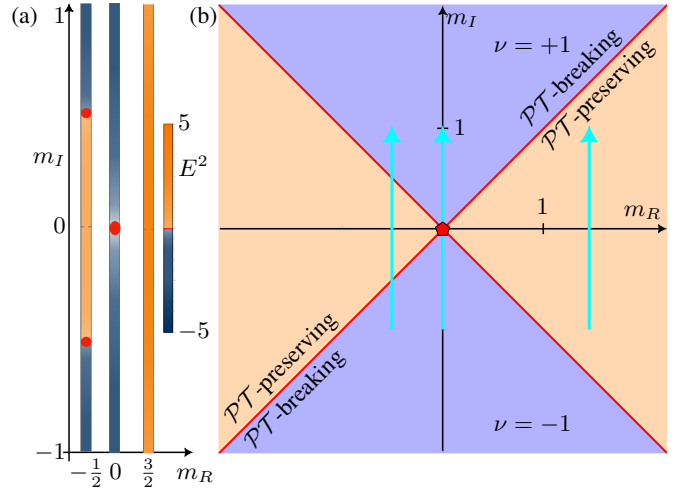 (a)
1
m_I
0
−1
−1/2 0 3/2 m_R
5
E²
−5
(b)
m_I
ν = +1
𝒫𝒯-breaking
𝒫𝒯-preserving
1
1
m_R
𝒫𝒯-preserving
𝒫𝒯-breaking
ν = −1